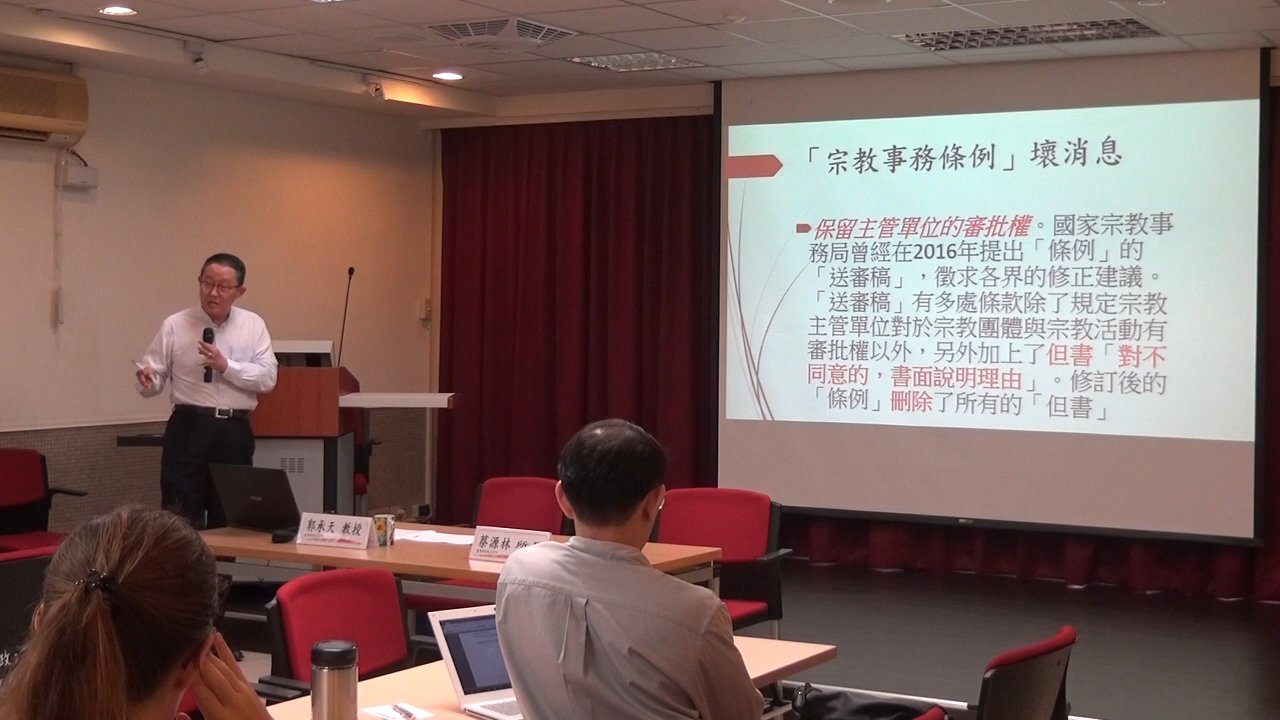 「宗教事務條例」壞消息
保留主管單位的審批權。國家宗教事
務局曾經在2016年提出「條例」的
「送審稿」，徵求各界的修正建議。
「送審稿」有多處條款除了規定宗教
主管單位對於宗教團體與宗教活動有
審批權以外，另外加上了但書「對不
同意的，書面說明理由」。修訂後的
「條例」刪除了所有的「但書」
郭承天 教授
蔡源林 所
政